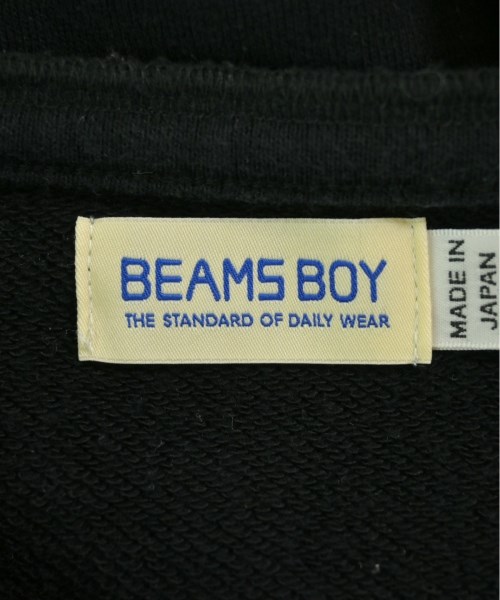 BEAMS BOY
THE STANDARD OF DAILY WEAR
MADE IN
JAPAN